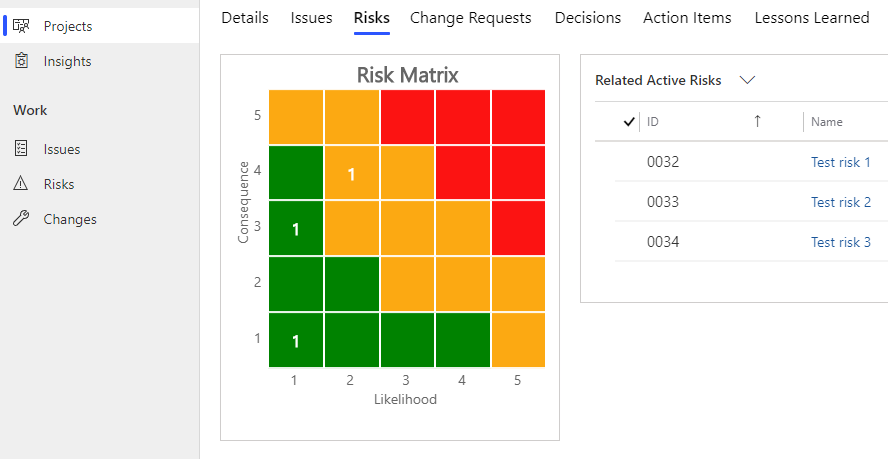 Projects
Insights
Work
Issues
Risks
Changes
Details Issues Risks Change Requests Decisions Action Items Lessons Learned
Risk Matrix
5
4
3
2
1
Consequence
1
1
1
1 2 3 4 5
Likelihood
Related Active Risks
ID Name
0032 Test risk 1
0033 Test risk 2
0034 Test risk 3